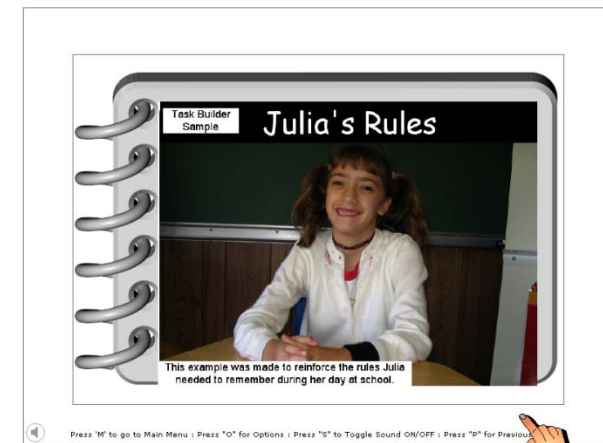 Task Builder
Sample
Julia's Rules
This example was made to reinforce the rules Julia
needed to remember during her day at school.
Press 'M' to go to Main Menu : Press "O" for Options : Press "S" to Toggle Sound ON/OFF : Press "P" for Previous